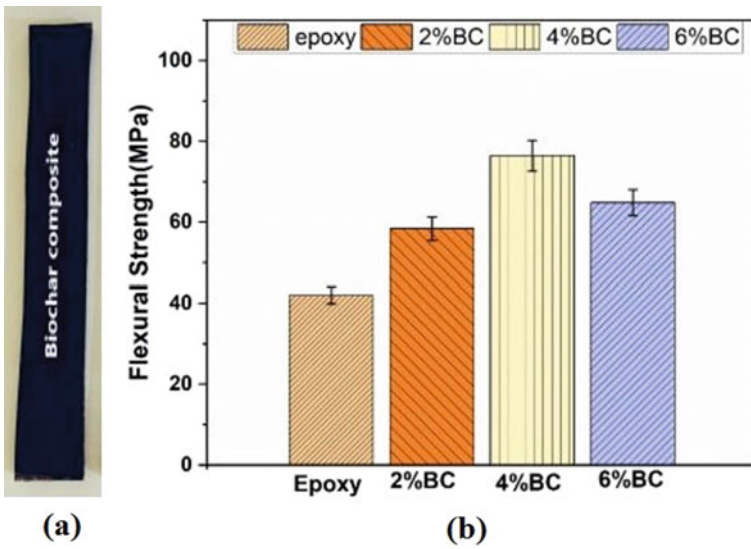 Biochar composite
(a)
epoxy 2%BC 4%BC 6%BC
Flexural Strength(MPa)
100
80
60
40
20
0
Epoxy 2%BC 4%BC 6%BC
(b)